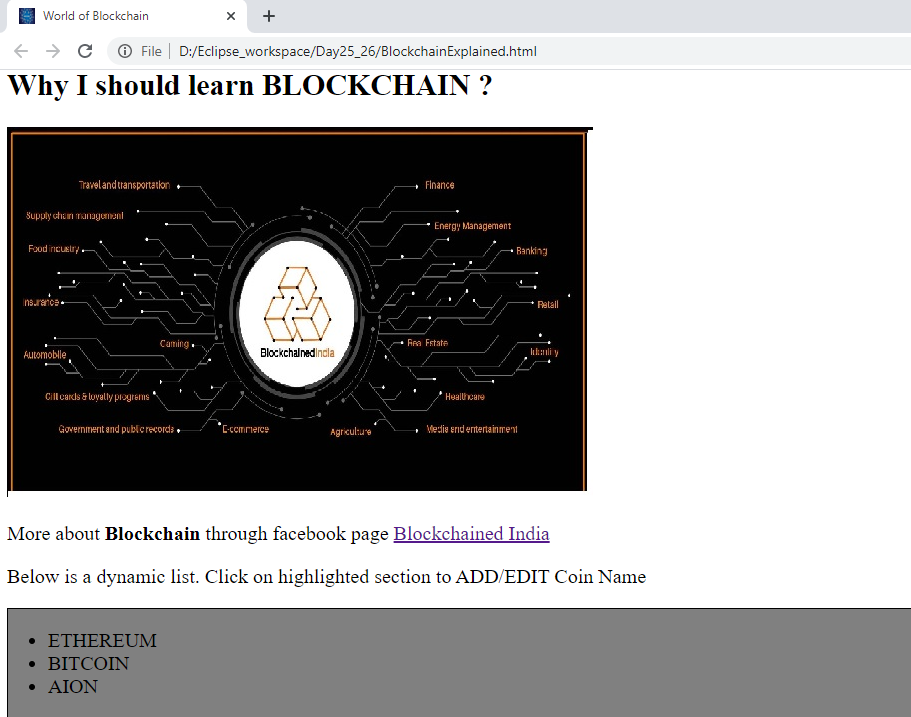 World of Blockchain
File D:/Eclipse_workspace/Day25_26/BlockchainExplained.html
Why I should learn BLOCKCHAIN ?
Travel and transportation
Finance
Supply chain management
Energy Management
Food industry
Banking
Insurance
Retail
Gaming
Real Estate
Automobile
Identity
BlockchainedIndia
Gift cards & loyalty programs
Healthcare
Government and public records
E-commerce
Agriculture
Media and entertainment
More about Blockchain through facebook page Blockchained India
Below is a dynamic list. Click on highlighted section to ADD/EDIT Coin Name
ETHEREUM
BITCOIN
AION